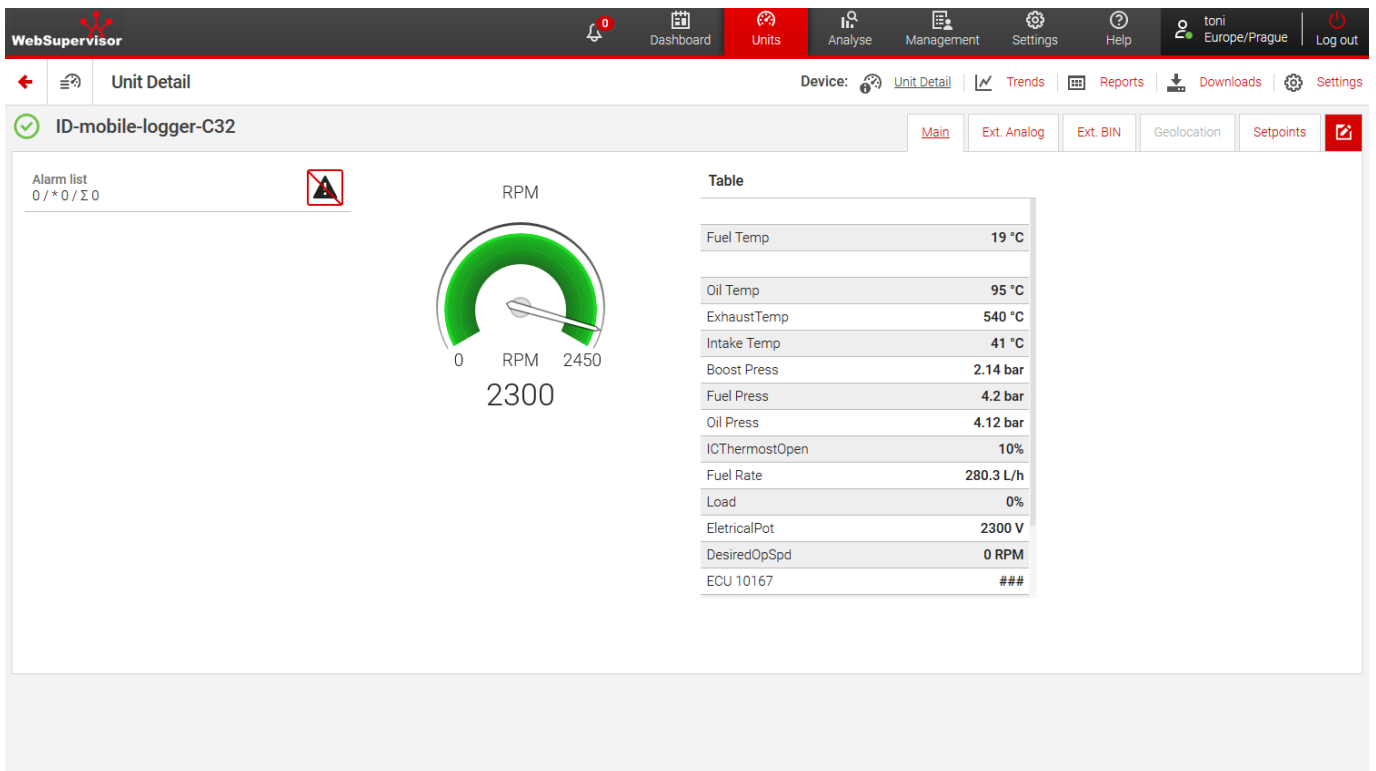 WebSupervisor
0
Dashboard
Units
Analyse
Management
Settings
Help
toni
Europe/Prague
Log out
Unit Detail
Device:
Unit Detail
Trends
Reports
Downloads
Settings
ID-mobile-logger-C32
Main
Ext. Analog
Ext. BIN
Geolocation
Setpoints
Alarm list
0 / * 0 / Σ 0
RPM
0 RPM 2450
2300
Table
Fuel Temp 19 °C
Oil Temp 95 °C
ExhaustTemp 540 °C
Intake Temp 41 °C
Boost Press 2.14 bar
Fuel Press 4.2 bar
Oil Press 4.12 bar
ICThermostOpen 10%
Fuel Rate 280.3 L/h
Load 0%
EletricalPot 2300 V
DesiredOpSpd 0 RPM
ECU 10167 ###